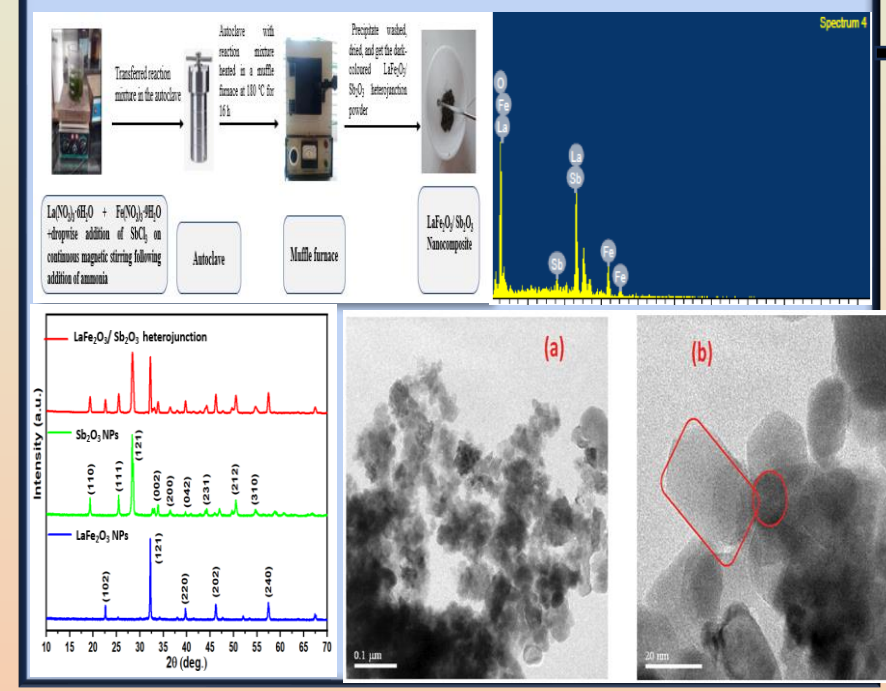 Transferred reaction
mixture in the autoclave
Autoclave with
reaction mixture
heated in a muffle
furnace at 180 °C for
16 h
Precipitate washed,
dried, and get the dark-
coloured LaFe₂O₃/
Sb₂O₃ heterojunction
powder
La(NO₃)₃·6H₂O + Fe(NO₃)₃·9H₂O
+dropwise addition of SbCl₃ on
continuous magnetic stirring following
addition of ammonia
Autoclave
Muffle furnace
LaFe₂O₃/ Sb₂O₃
Nanocomposite
Spectrum 4
O
Fe
La
La
Sb
Sb
Fe
Fe
LaFe₂O₃/ Sb₂O₃ heterojunction
Sb₂O₃ NPs
(110)
(111)
(121)
(002)
(200)
(042)
(231)
(212)
(310)
LaFe₂O₃ NPs
(102)
(121)
(220)
(202)
(240)
Intensity (a.u.)
10 15 20 25 30 35 40 45 50 55 60 65 70
2θ (deg.)
(a)
0.1 µm
(b)
20 nm